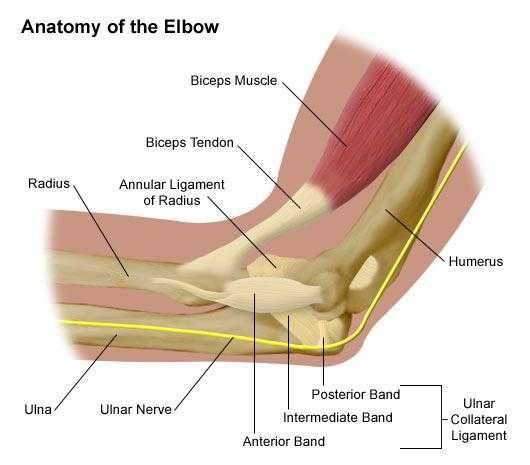 Anatomy of the Elbow
Biceps Muscle
Biceps Tendon
Radius
Annular Ligament
of Radius
Humerus
Ulna
Ulnar Nerve
Posterior Band
Intermediate Band
Anterior Band
Ulnar
Collateral
Ligament